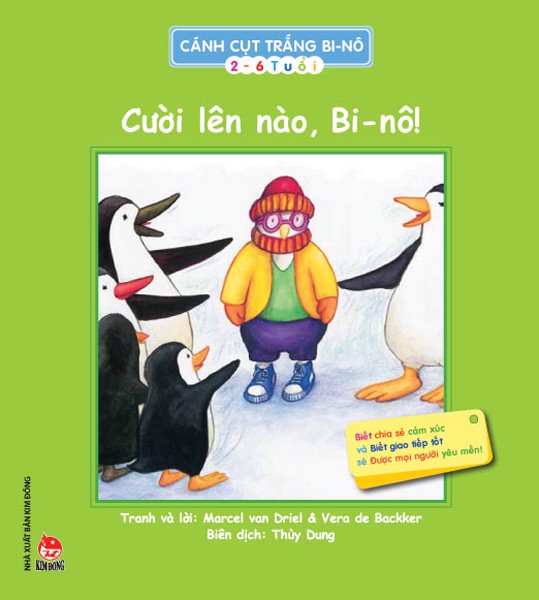 CÁNH CỤT TRẮNG BI-NÔ
2 - 6 Tuổi
Cười lên nào, Bi-nô!
Biết chia sẻ cảm xúc
và Biết giao tiếp tốt
sẽ Được mọi người yêu mến!
Tranh và lời: Marcel van Driel & Vera de Backker
Biên dịch: Thùy Dung
NHÀ XUẤT BẢN KIM ĐỒNG
KIM ĐỒNG